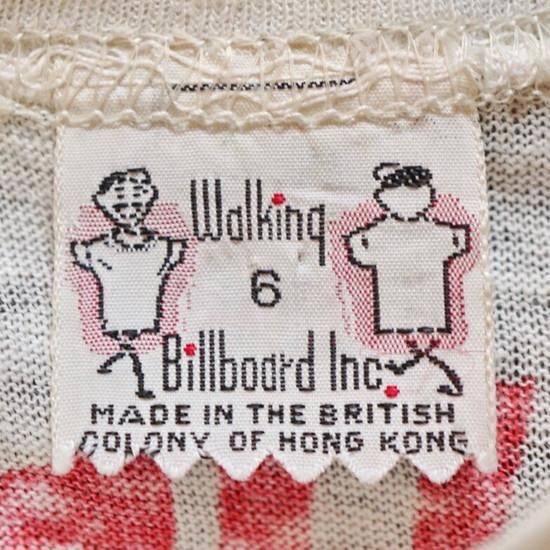 Walking
6
Billboard Inc.
MADE IN THE BRITISH
COLONY OF HONG KONG